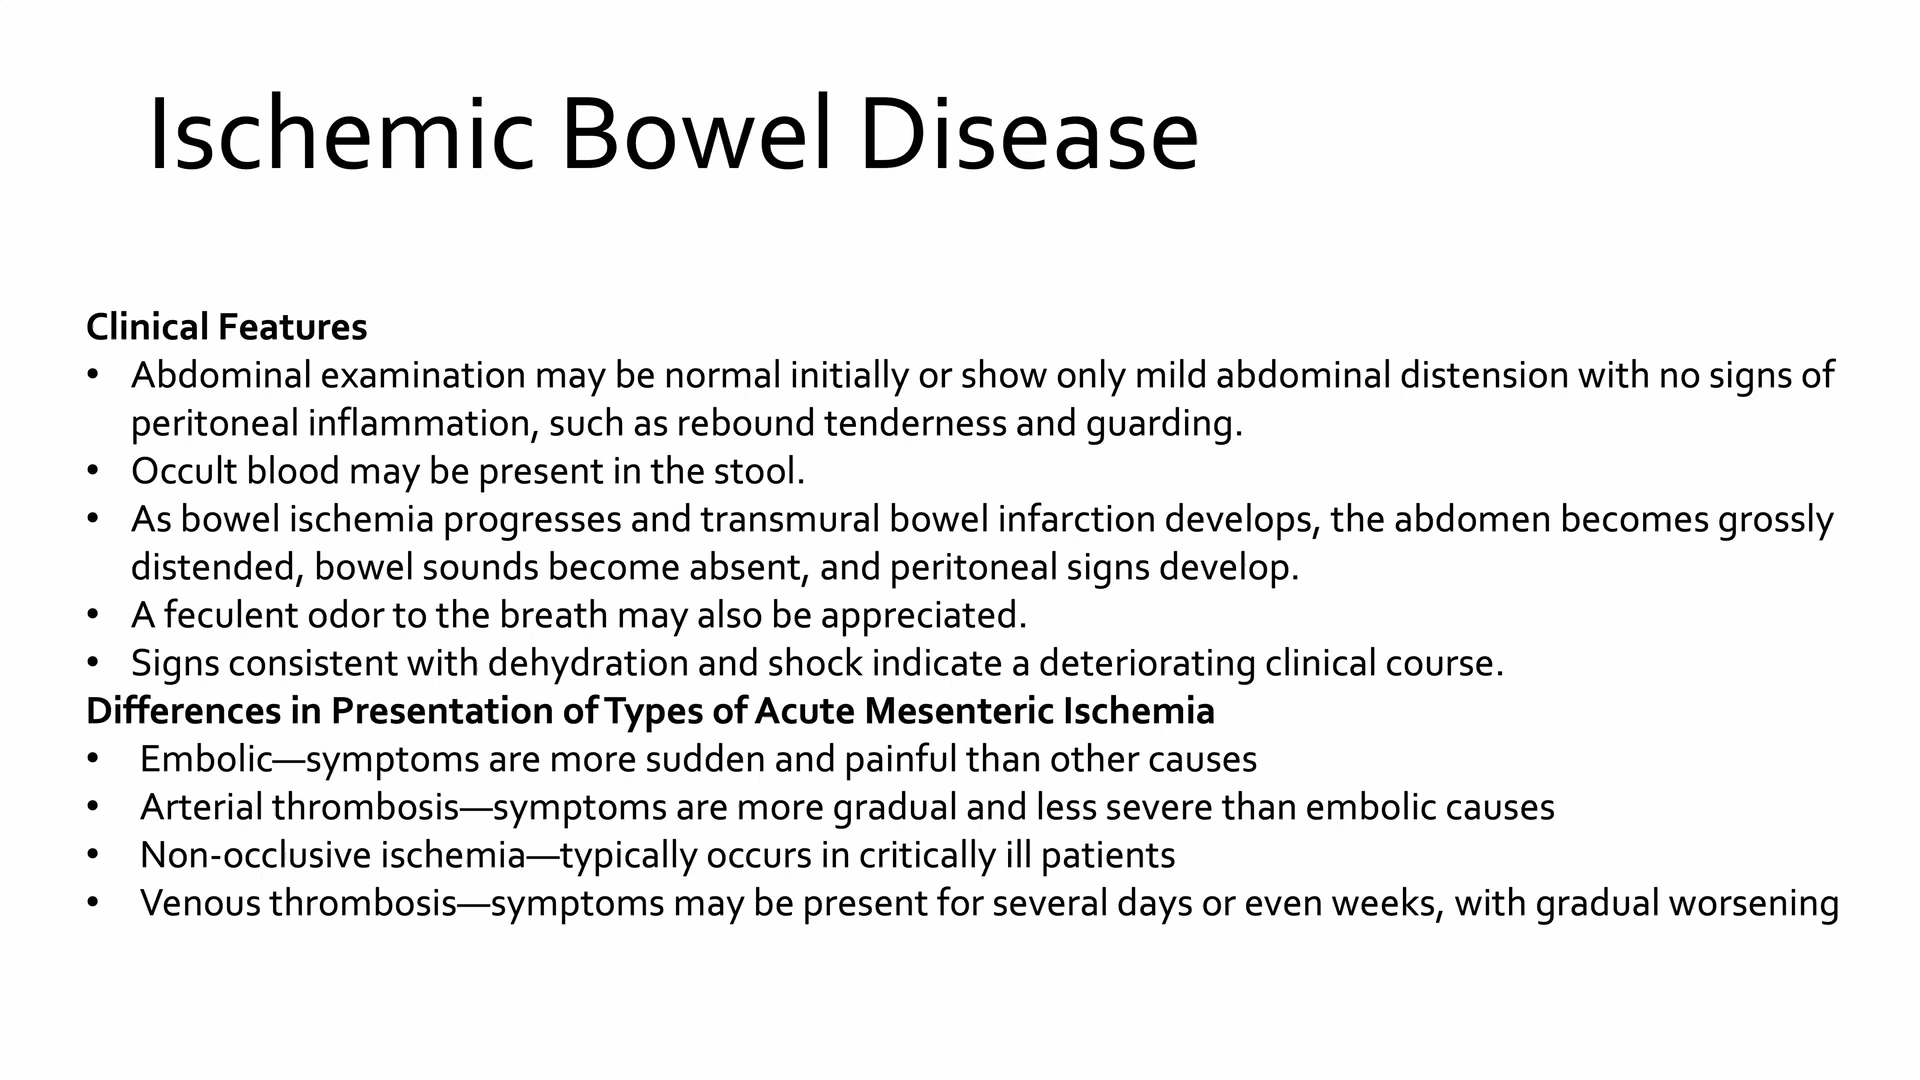 Ischemic Bowel Disease
Clinical Features
• Abdominal examination may be normal initially or show only mild abdominal distension with no signs of
peritoneal inflammation, such as rebound tenderness and guarding.
• Occult blood may be present in the stool.
• As bowel ischemia progresses and transmural bowel infarction develops, the abdomen becomes grossly
distended, bowel sounds become absent, and peritoneal signs develop.
• A feculent odor to the breath may also be appreciated.
• Signs consistent with dehydration and shock indicate a deteriorating clinical course.
Differences in Presentation of Types of Acute Mesenteric Ischemia
• Embolic—symptoms are more sudden and painful than other causes
• Arterial thrombosis—symptoms are more gradual and less severe than embolic causes
• Non-occlusive ischemia—typically occurs in critically ill patients
• Venous thrombosis—symptoms may be present for several days or even weeks, with gradual worsening